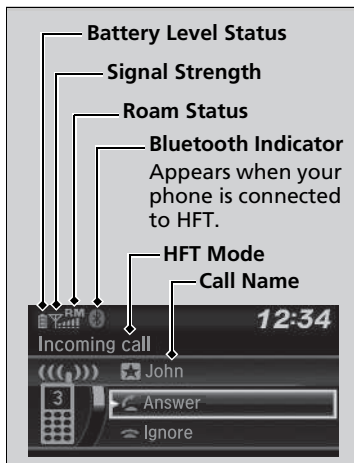 Battery Level Status
Signal Strength
Roam Status
Bluetooth Indicator
Appears when your
phone is connected
to HFT.
HFT Mode
Call Name
RM
12:34
Incoming call
John
3
Answer
Ignore